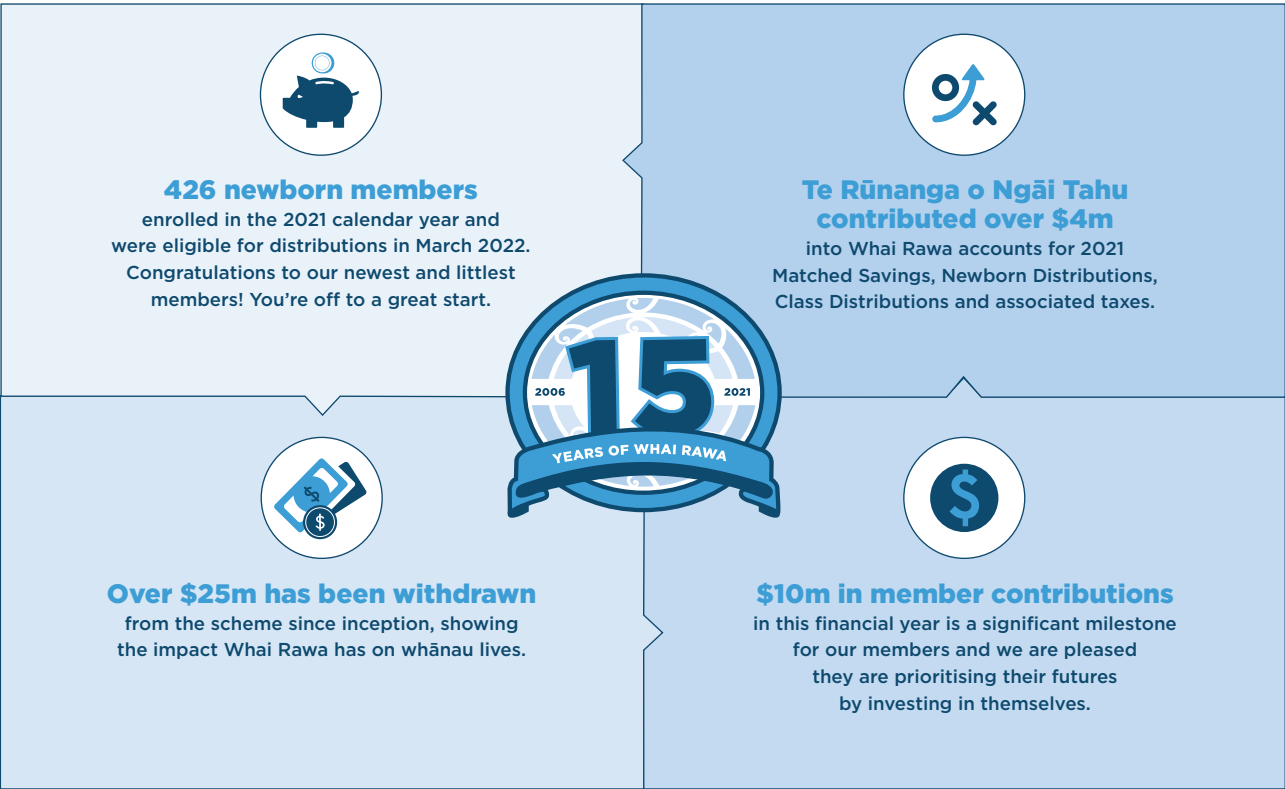 426 newborn members
enrolled in the 2021 calendar year and
were eligible for distributions in March 2022.
Congratulations to our newest and littlest
members! You’re off to a great start.
Te Rūnanga o Ngāi Tahu
contributed over $4m
into Whai Rawa accounts for 2021
Matched Savings, Newborn Distributions,
Class Distributions and associated taxes.
2006
15
2021
YEARS OF WHAI RAWA
$
$
$
Over $25m has been withdrawn
from the scheme since inception, showing
the impact Whai Rawa has on whānau lives.
$10m in member contributions
in this financial year is a significant milestone
for our members and we are pleased
they are prioritising their futures
by investing in themselves.